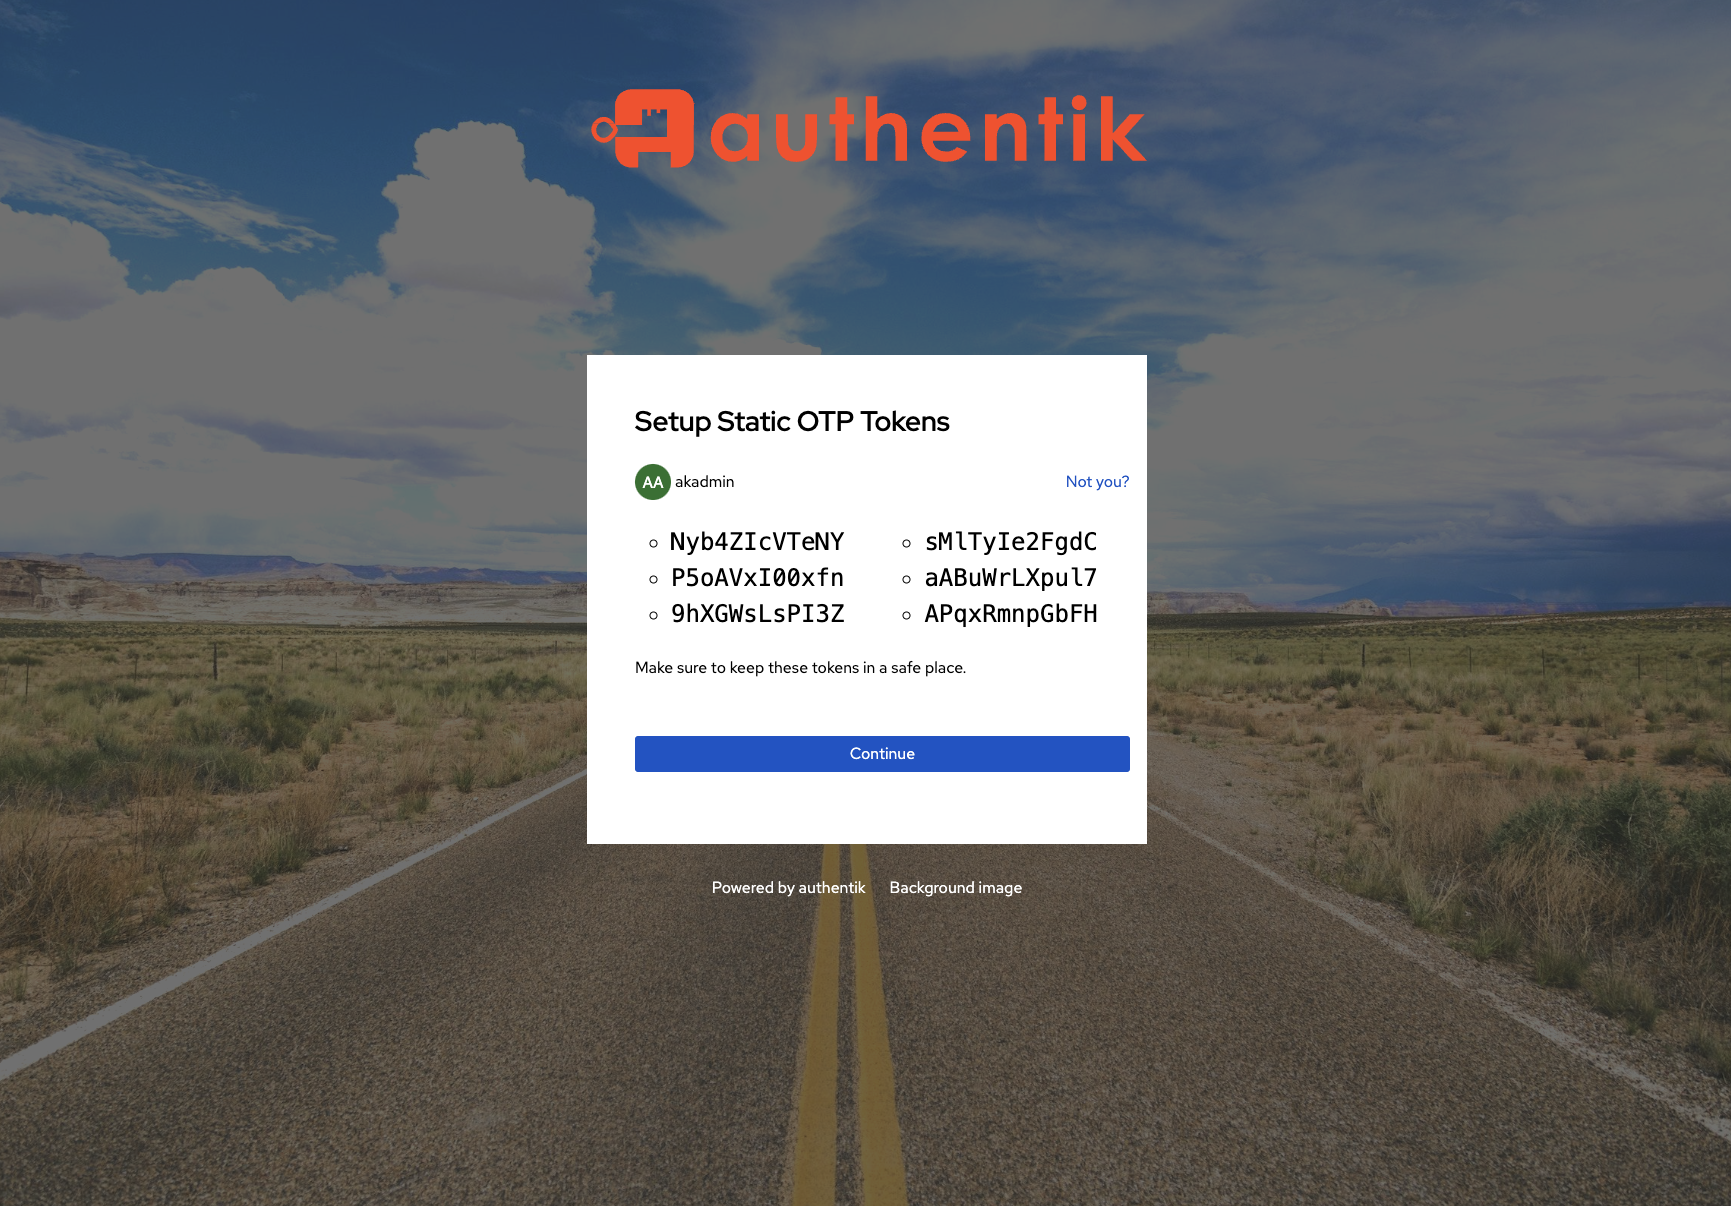 authentik
Setup Static OTP Tokens
AA akadmin Not you?
Nyb4ZIcVTeNY sMlTyIe2FgdC
P5oAVxI00xfn aABuWrLXpul7
9hXGWsLsPI3Z APqxRmnpGbFH
Make sure to keep these tokens in a safe place.
Continue
Powered by authentik Background image